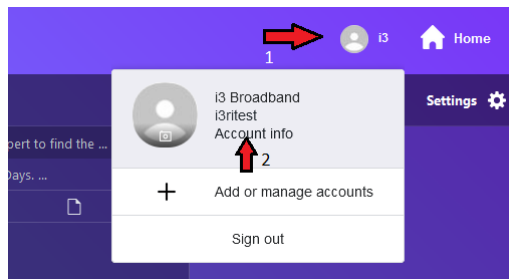 1
i3
Home
i3 Broadband
i3ritest
Account info
2
Settings
pert to find the ...
Days. ...
Add or manage accounts
Sign out